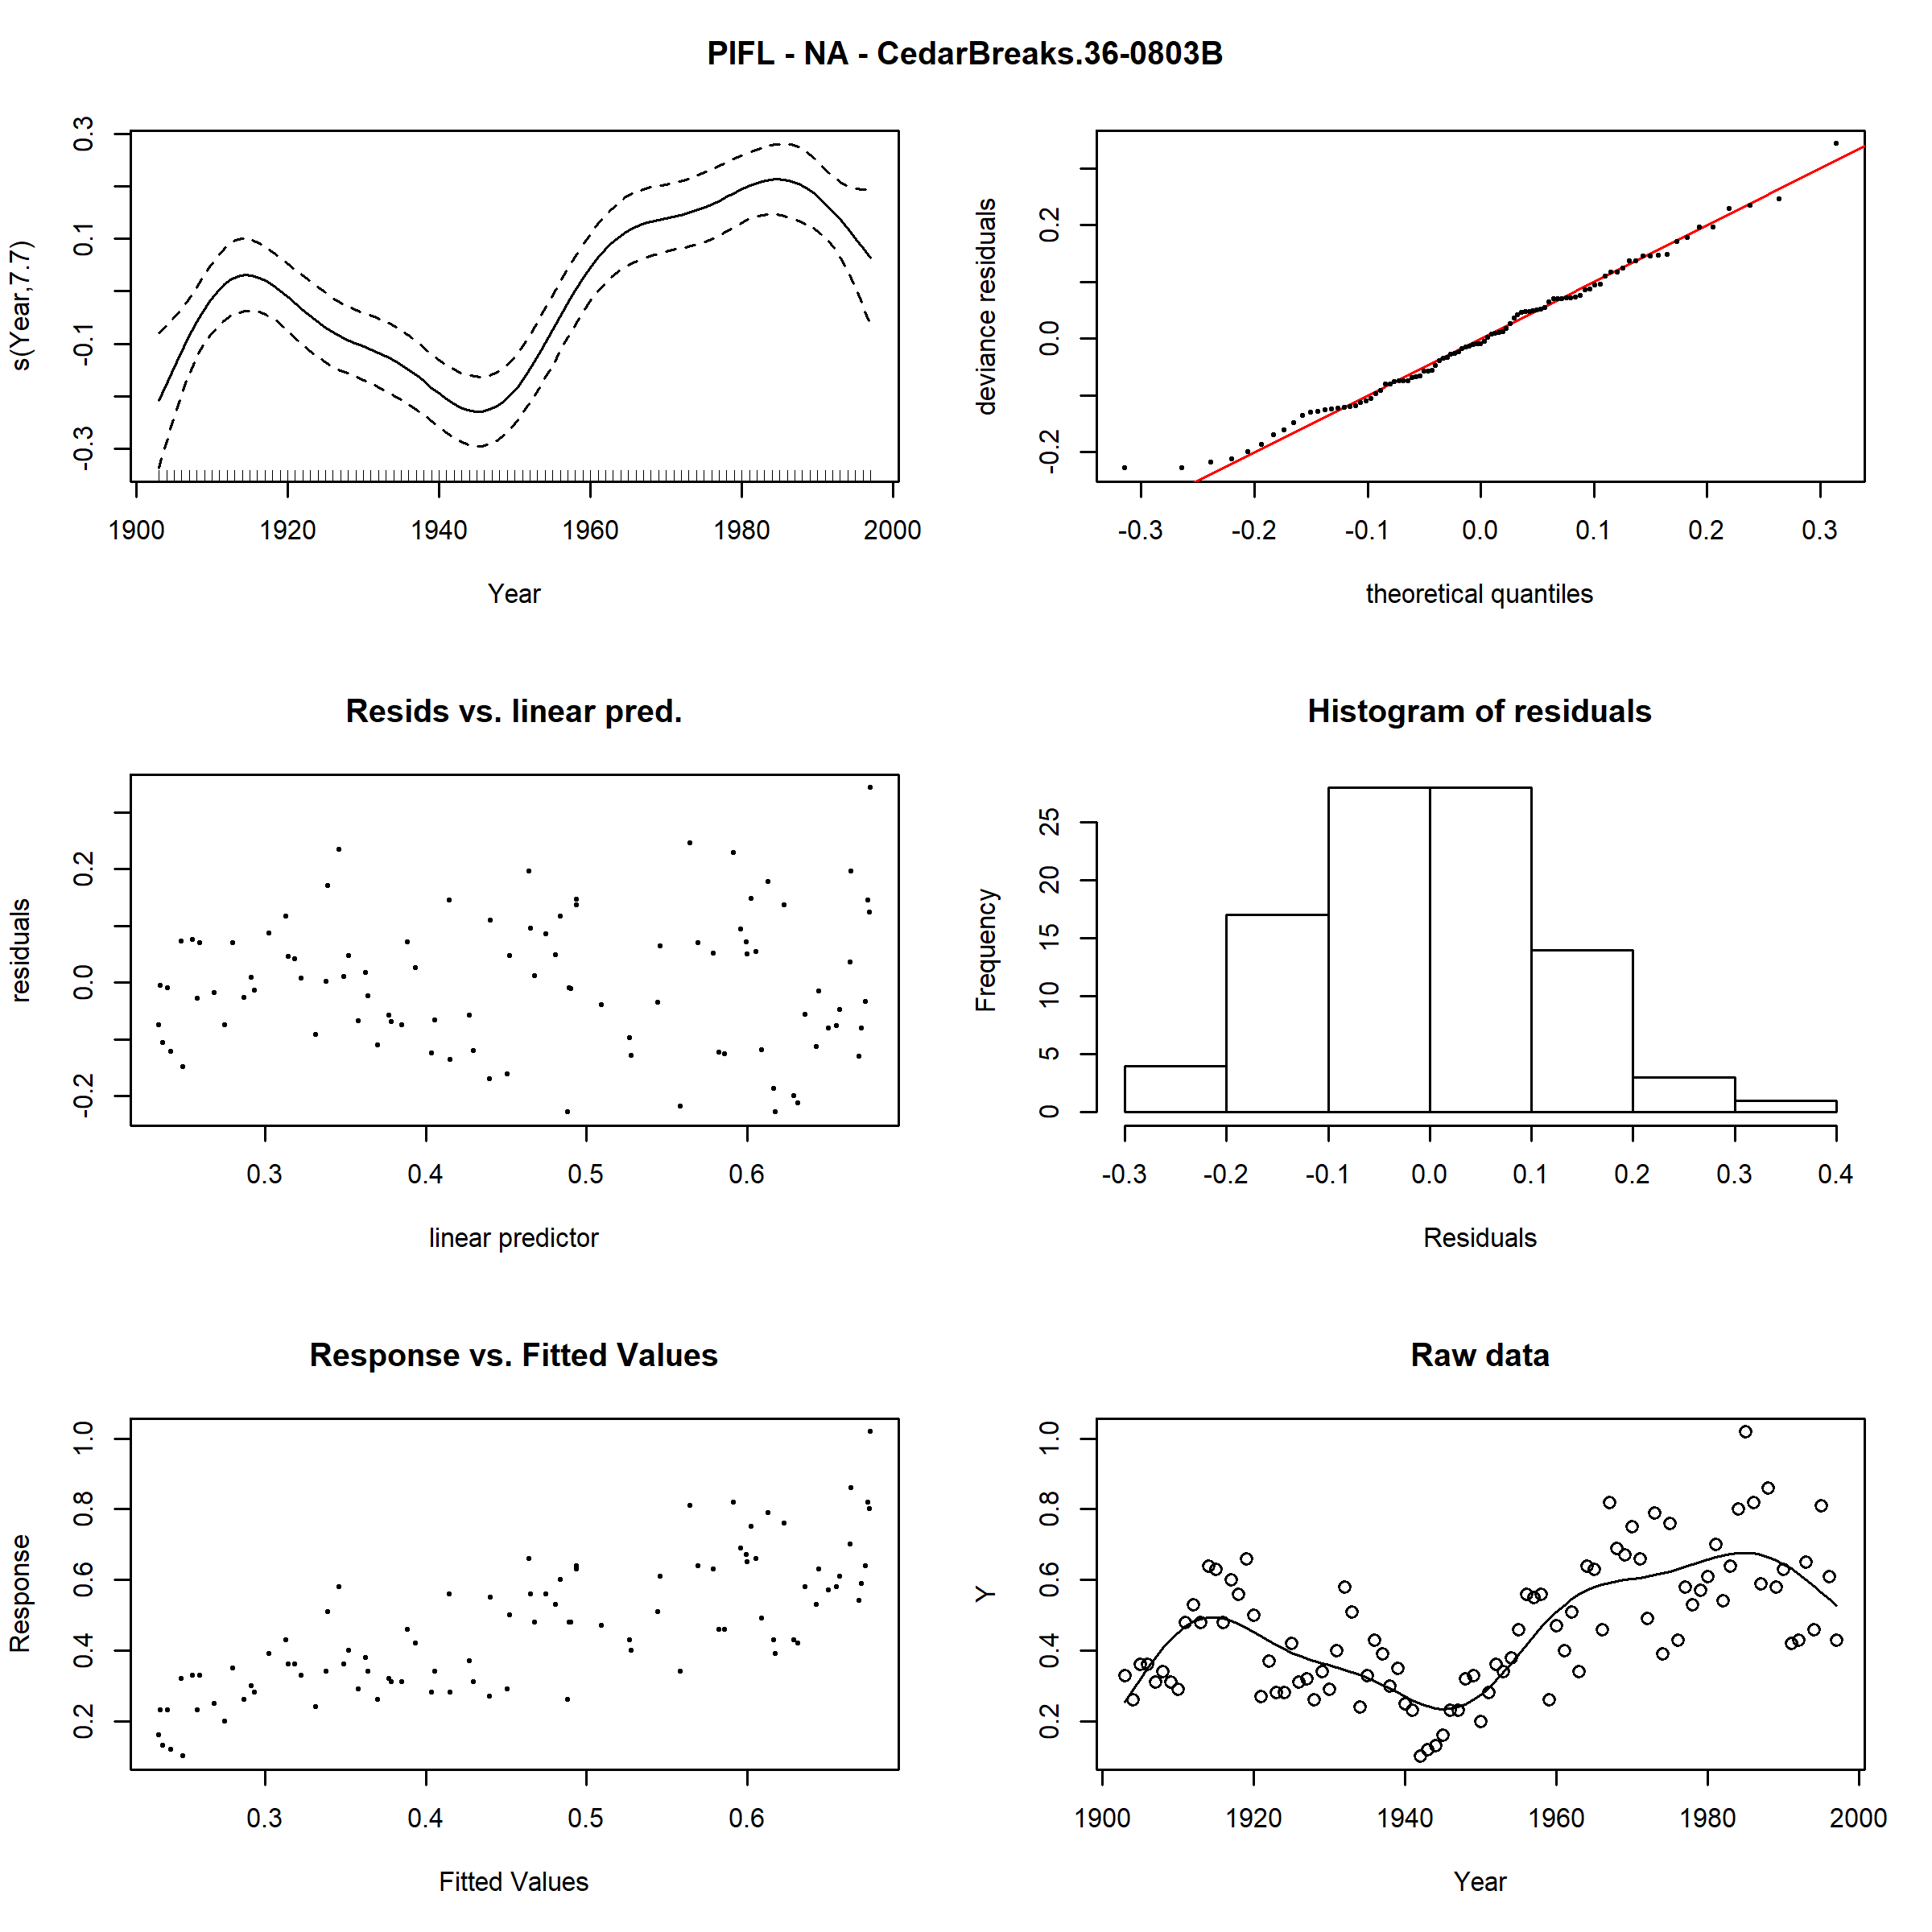 PIFL - NA - CedarBreaks.36-0803B
s(Year,7.7)
0.3
0.1
-0.1
-0.3
1900 1920 1940 1960 1980 2000
Year
deviance residuals
0.2
0.0
-0.2
-0.3 -0.2 -0.1 0.0 0.1 0.2 0.3
theoretical quantiles
Resids vs. linear pred.
residuals
0.2
0.0
-0.2
0.3 0.4 0.5 0.6
linear predictor
Histogram of residuals
Frequency
25
20
15
10
5
0
-0.3 -0.2 -0.1 0.0 0.1 0.2 0.3 0.4
Residuals
Response vs. Fitted Values
Response
1.0
0.8
0.6
0.4
0.2
0.3 0.4 0.5 0.6
Fitted Values
Raw data
Y
1.0
0.8
0.6
0.4
0.2
1900 1920 1940 1960 1980 2000
Year